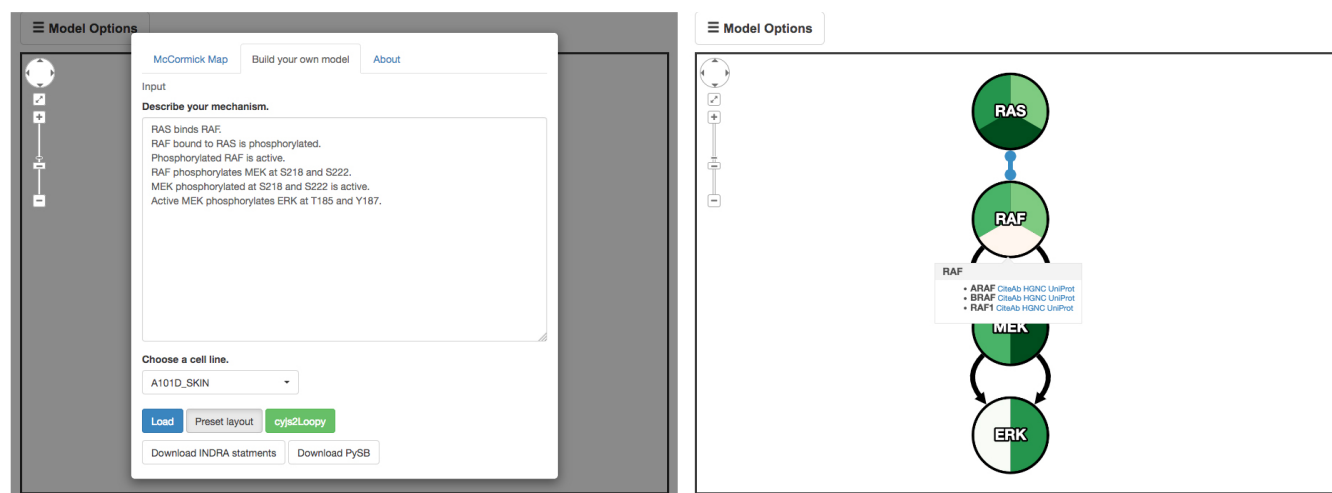 ☰ Model Options
McCormick Map
Build your own model
About
Input
Describe your mechanism.
RAS binds RAF.
RAF bound to RAS is phosphorylated.
Phosphorylated RAF is active.
RAF phosphorylates MEK at S218 and S222.
MEK phosphorylated at S218 and S222 is active.
Active MEK phosphorylates ERK at T185 and Y187.
Choose a cell line.
A101D_SKIN
Load
Preset layout
cyjs2Loopy
Download INDRA statments
Download PySB
☰ Model Options
RAS
RAF
RAF
• ARAF CiteAb HGNC UniProt
• BRAF CiteAb HGNC UniProt
• RAF1 CiteAb HGNC UniProt
MEK
ERK